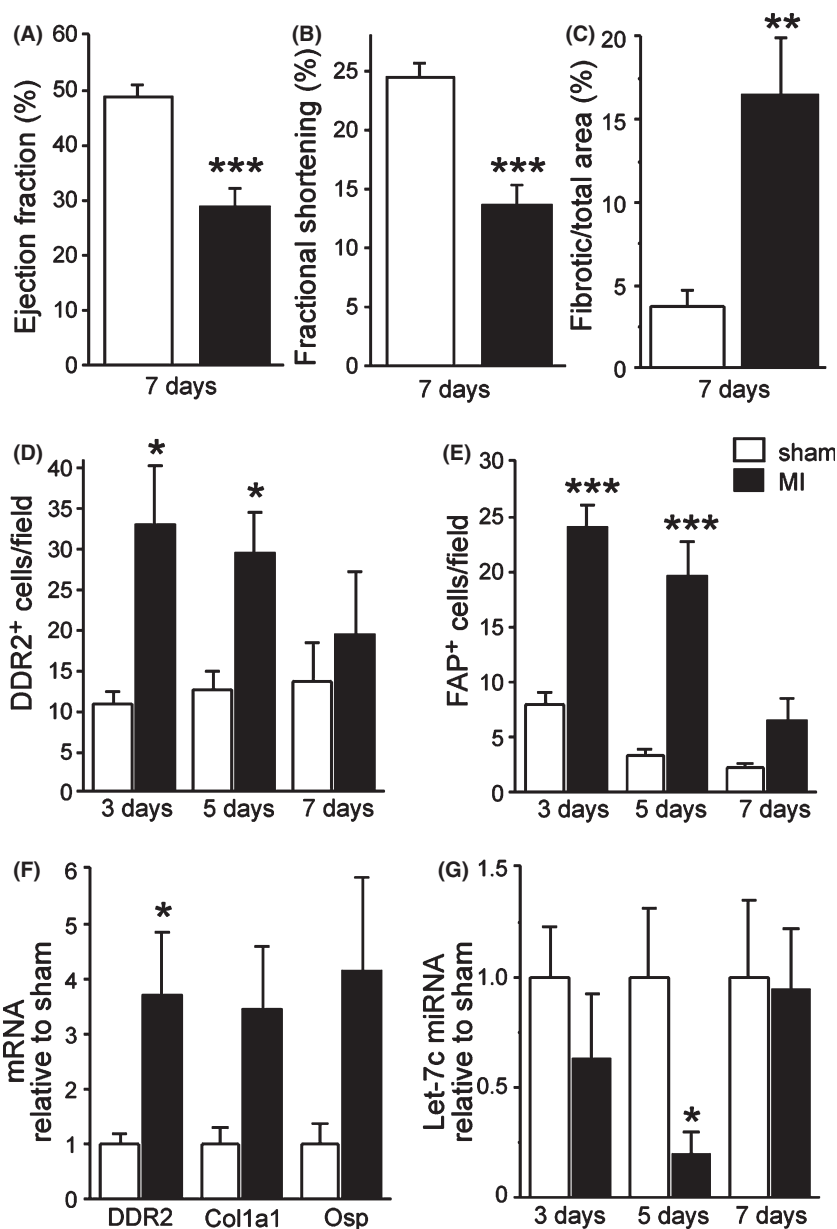 (A)
60
50
40
30
20
10
0
Ejection fraction (%)
***
7 days
(B)
25
20
15
10
5
0
Fractional shortening (%)
***
7 days
(C)
20
15
10
5
0
Fibrotic/total area (%)
**
7 days
(D)
40
35
30
25
20
15
10
5
0
DDR2+ cells/field
*
*
3 days 5 days 7 days
(E)
30
25
20
15
10
5
0
FAP+ cells/field
***
***
sham
MI
3 days 5 days 7 days
(F)
6
5
4
3
2
1
0
mRNA
relative to sham
*
DDR2 Col1a1 Osp
(G)
1.5
1.0
0.5
0
Let-7c miRNA
relative to sham
*
3 days 5 days 7 days